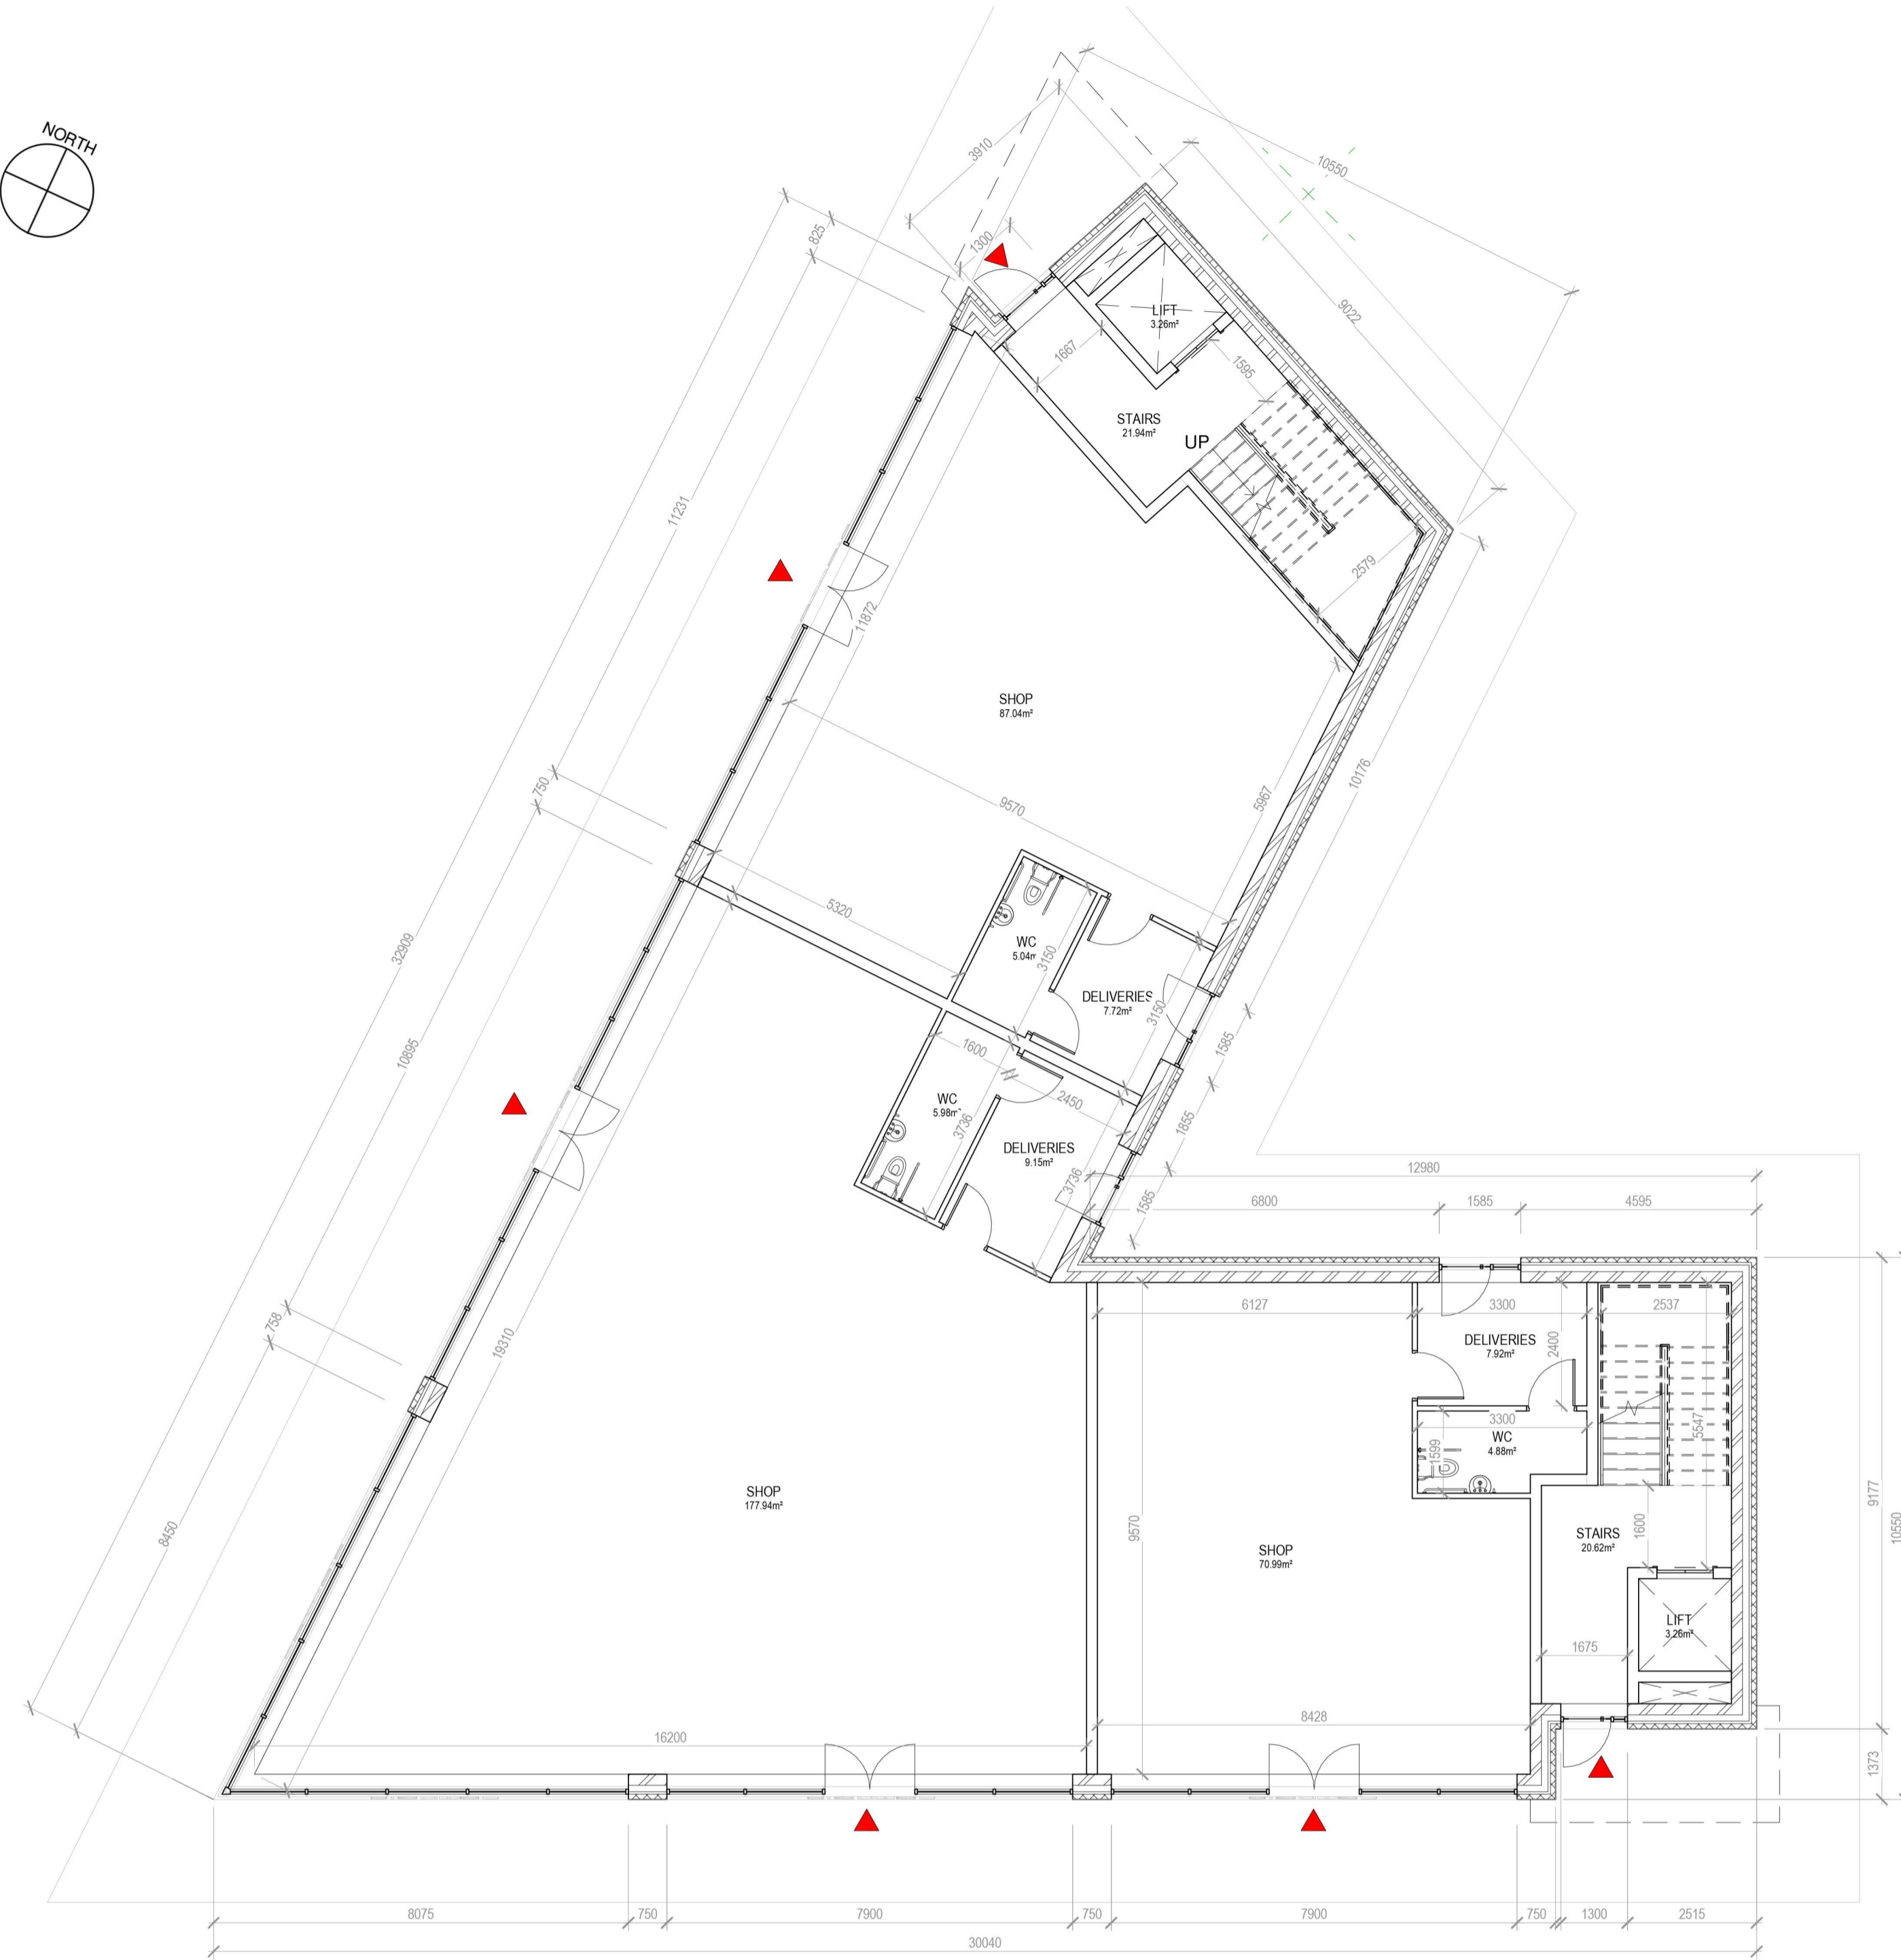 NORTH
3910
10550
825
1300
9022
LIFT
3.26m²
1667
1595
STAIRS
21.94m²
UP
11231
2579
11872
SHOP
87.04m²
10176
750
9570
5967
5320
32909
WC
5.04m
3150
DELIVERIES
7.72m²
3150
1585
10895
1600
2450
WC
5.98m²
3736
1855
DELIVERIES
9.15m²
12980
3736
1585
6800
1585
4595
758
6127
3300
2537
19310
DELIVERIES
7.92m²
2400
3300
5547
WC
4.88m²
1599
8450
SHOP
177.94m²
9177
10550
9570
SHOP
70.99m²
STAIRS
20.62m²
1600
LIFT
3.26m²
1675
8428
16200
1373
8075
750
7900
750
7900
750
1300
2515
30040